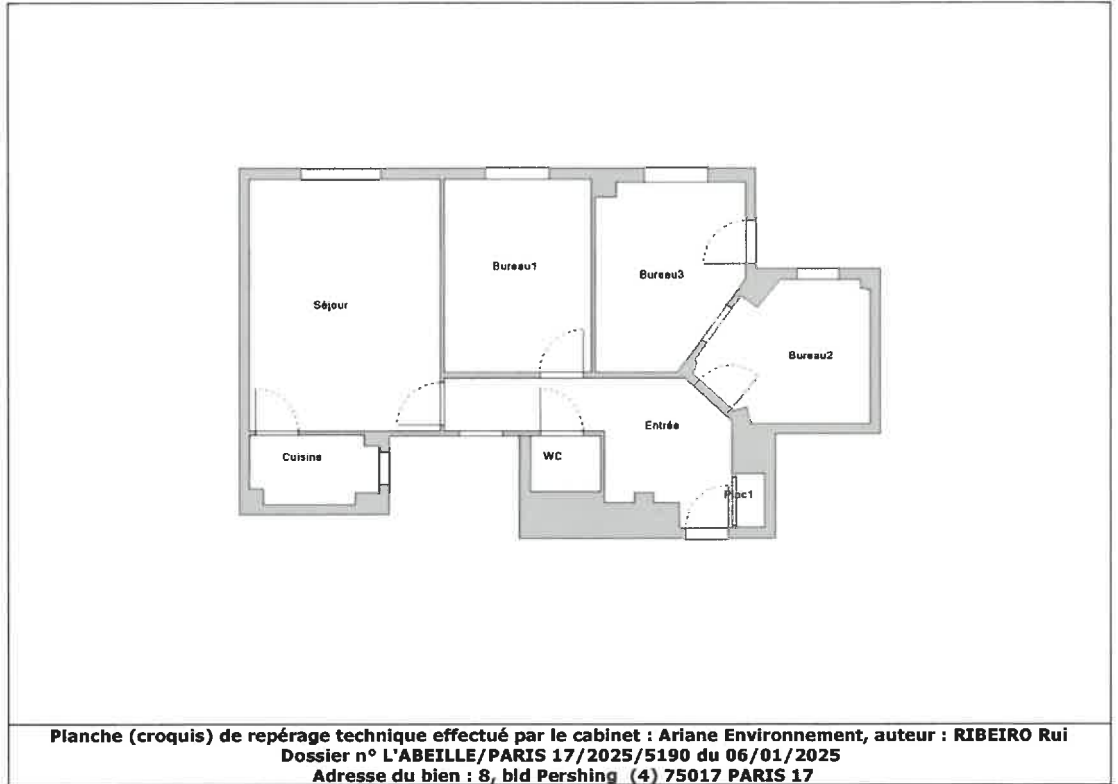 Bureau1
Bureau3
Séjour
Bureau2
Entrée
Cuisine
WC
Plac1
Planche (croquis) de repérage technique effectué par le cabinet : Ariane Environnement, auteur : RIBEIRO Rui
Dossier n° L'ABEILLE/PARIS 17/2025/5190 du 06/01/2025
Adresse du bien : 8, bld Pershing (4) 75017 PARIS 17